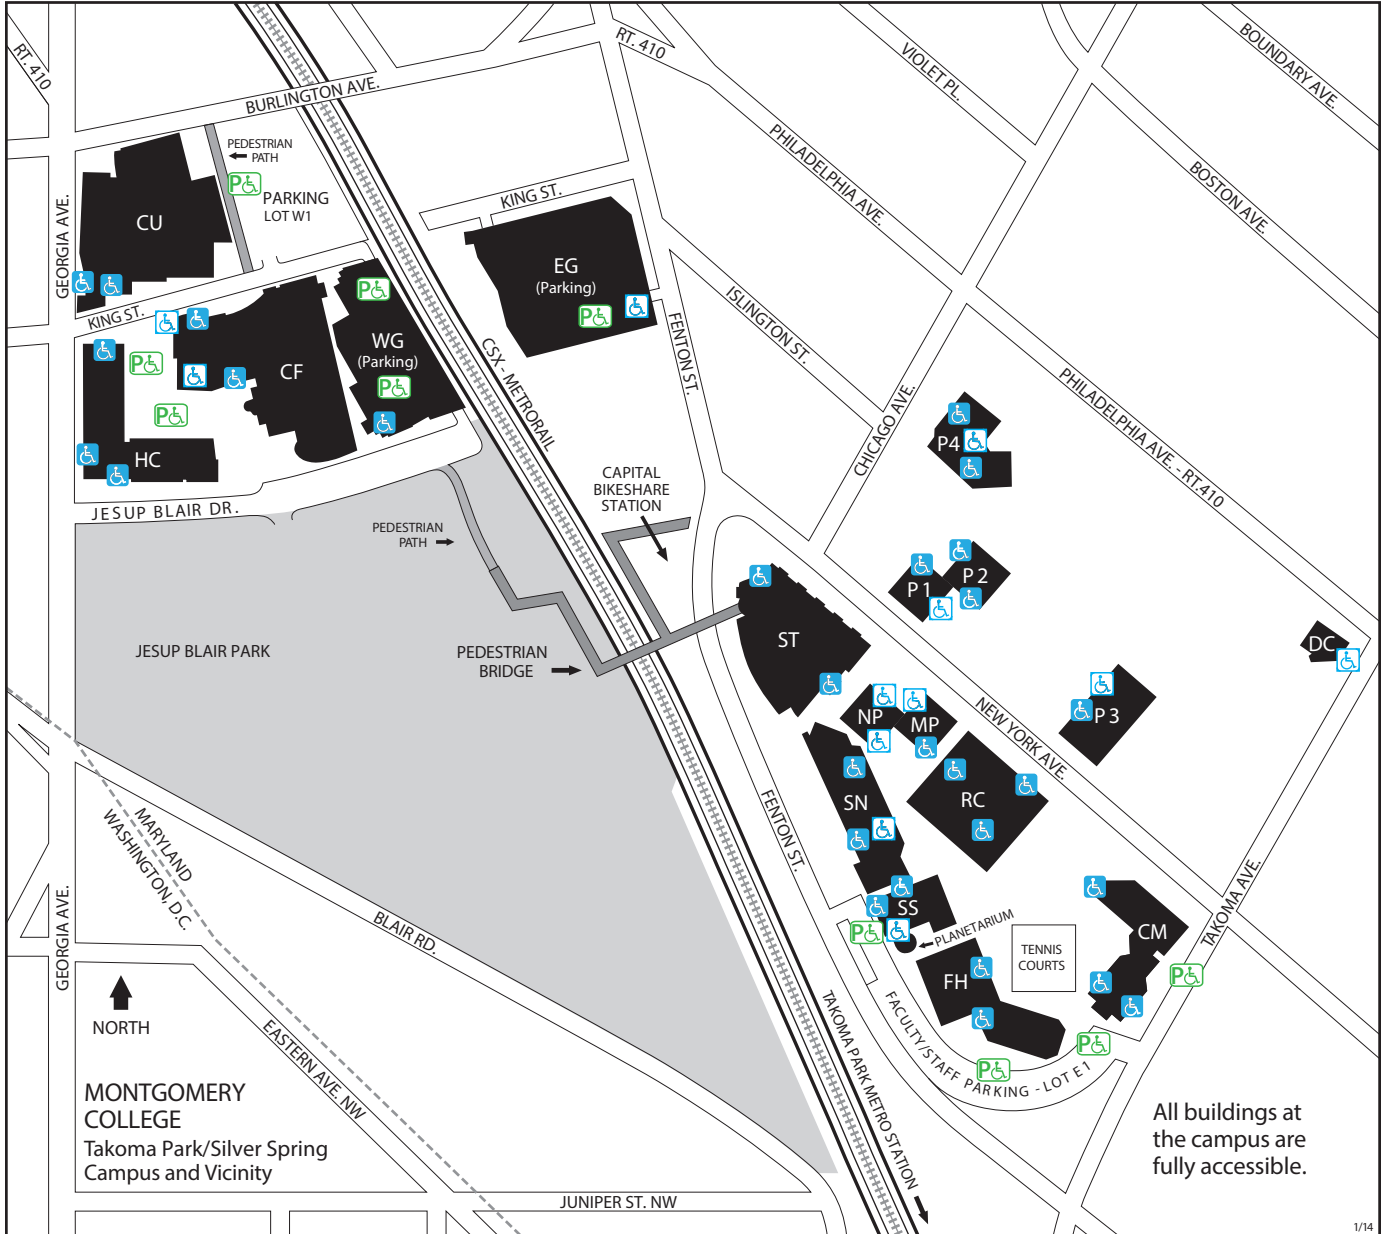 RT. 410
BURLINGTON AVE.
RT. 410
VIOLET PL.
BOUNDARY AVE.
PHILADELPHIA AVE.
BOSTON AVE.
PEDESTRIAN
PATH
P
PARKING
LOT W1
CU
GEORGIA AVE.
KING ST.
EG
(Parking)
P
ISLINGTON ST.
FENTON ST.
KING ST.
P
WG
(Parking)
P
CF
P
P
HC
CSX - METRORAIL
CHICAGO AVE.
PHILADELPHIA AVE. - RT.410
P4
JESUP BLAIR DR.
CAPITAL
BIKESHARE
STATION
PEDESTRIAN
PATH
P 1
P 2
ST
DC
JESUP BLAIR PARK
PEDESTRIAN
BRIDGE
NP
MP
P 3
NEW YORK AVE.
SN
RC
FENTON ST.
MARYLAND
WASHINGTON, D.C.
GEORGIA AVE.
BLAIR RD.
SS
P
PLANETARIUM
TENNIS
COURTS
CM
TAKOMA AVE.
P
FH
NORTH
EASTERN AVE. NW
TAKOMA PARK METRO STATION
FACULTY/STAFF PARKING - LOT E1
P
P
MONTGOMERY
COLLEGE
Takoma Park/Silver Spring
Campus and Vicinity
All buildings at
the campus are
fully accessible.
JUNIPER ST. NW
1/14